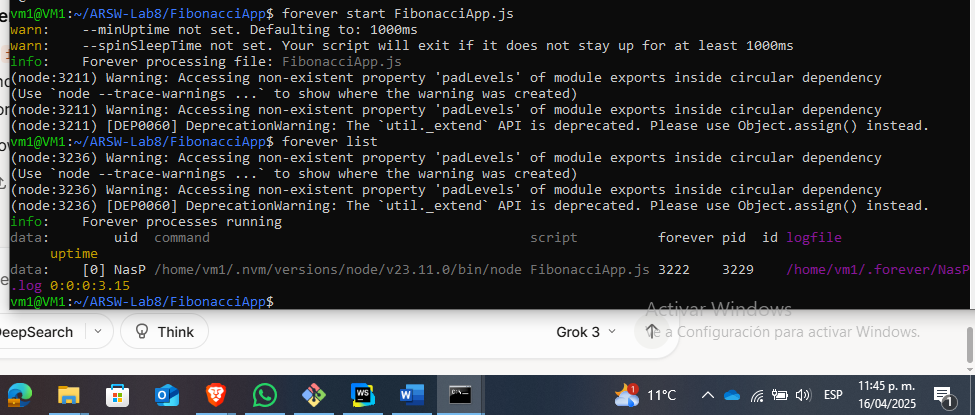 vm1@VM1:~/ARSW-Lab8/FibonacciApp$ forever start FibonacciApp.js
warn:    --minUptime not set. Defaulting to: 1000ms
warn:    --spinSleepTime not set. Your script will exit if it does not stay up for at least 1000ms
info:    Forever processing file: FibonacciApp.js
(node:3211) Warning: Accessing non-existent property 'padLevels' of module exports inside circular dependency
(Use `node --trace-warnings ...` to show where the warning was created)
(node:3211) Warning: Accessing non-existent property 'padLevels' of module exports inside circular dependency
(node:3211) [DEP0060] DeprecationWarning: The `util._extend` API is deprecated. Please use Object.assign() instead.
vm1@VM1:~/ARSW-Lab8/FibonacciApp$ forever list
(node:3236) Warning: Accessing non-existent property 'padLevels' of module exports inside circular dependency
(Use `node --trace-warnings ...` to show where the warning was created)
(node:3236) Warning: Accessing non-existent property 'padLevels' of module exports inside circular dependency
(node:3236) [DEP0060] DeprecationWarning: The `util._extend` API is deprecated. Please use Object.assign() instead.
info:    Forever processes running
data:        uid  command                                        script          forever pid  id logfile
     uptime
data:    [0] NasP /home/vm1/.nvm/versions/node/v23.11.0/bin/node FibonacciApp.js 3222    3229    /home/vm1/.forever/NasP
.log 0:0:0:3.15
vm1@VM1:~/ARSW-Lab8/FibonacciApp$
Activar Windows
Ve a Configuración para activar Windows.
DeepSearch Think Grok 3
WS W 1 11°C ESP 11:45 p. m. 1
16/04/2025